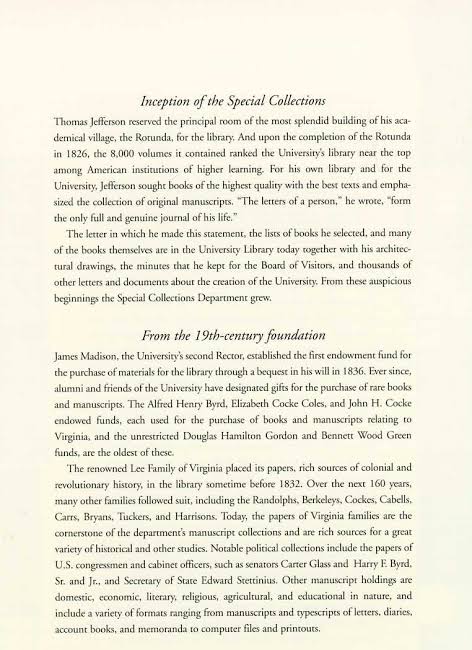 Inception of the Special Collections
Thomas Jefferson reserved the principal room of the most splendid building of his aca-
demical village, the Rotunda, for the library. And upon the completion of the Rotunda
in 1826, the 8,000 volumes it contained ranked the University's library near the top
among American institutions of higher learning. For his own library and for the
University, Jefferson sought books of the highest quality with the best texts and empha-
sized the collection of original manuscripts. "The letters of a person," he wrote, "form
the only full and genuine journal of his life."
The letter in which he made this statement, the lists of books he selected, and many
of the books themselves are in the University Library today together with his architec-
tural drawings, the minutes that he kept for the Board of Visitors, and thousands of
other letters and documents about the creation of the University. From these auspicious
beginnings the Special Collections Department grew.
From the 19th-century foundation
James Madison, the University's second Rector, established the first endowment fund for
the purchase of materials for the library through a bequest in his will in 1836. Ever since,
alumni and friends of the University have designated gifts for the purchase of rare books
and manuscripts. The Alfred Henry Byrd, Elizabeth Cocke Coles, and John H. Cocke
endowed funds, each used for the purchase of books and manuscripts relating to
Virginia, and the unrestricted Douglas Hamilton Gordon and Bennett Wood Green
funds, are the oldest of these.
The renowned Lee Family of Virginia placed its papers, rich sources of colonial and
revolutionary history, in the library sometime before 1832. Over the next 160 years,
many other families followed suit, including the Randolphs, Berkeleys, Cockes, Cabells,
Carrs, Bryans, Tuckers, and Harrisons. Today, the papers of Virginia families are the
cornerstone of the department's manuscript collections and are rich sources for a great
variety of historical and other studies. Notable political collections include the papers of
U.S. congressmen and cabinet officers, such as senators Carter Glass and Harry F. Byrd,
Sr. and Jr., and Secretary of State Edward Stettinius. Other manuscript holdings are
domestic, economic, literary, religious, agricultural, and educational in nature, and
include a variety of formats ranging from manuscripts and typescripts of letters, diaries,
account books, and memoranda to computer files and printouts.